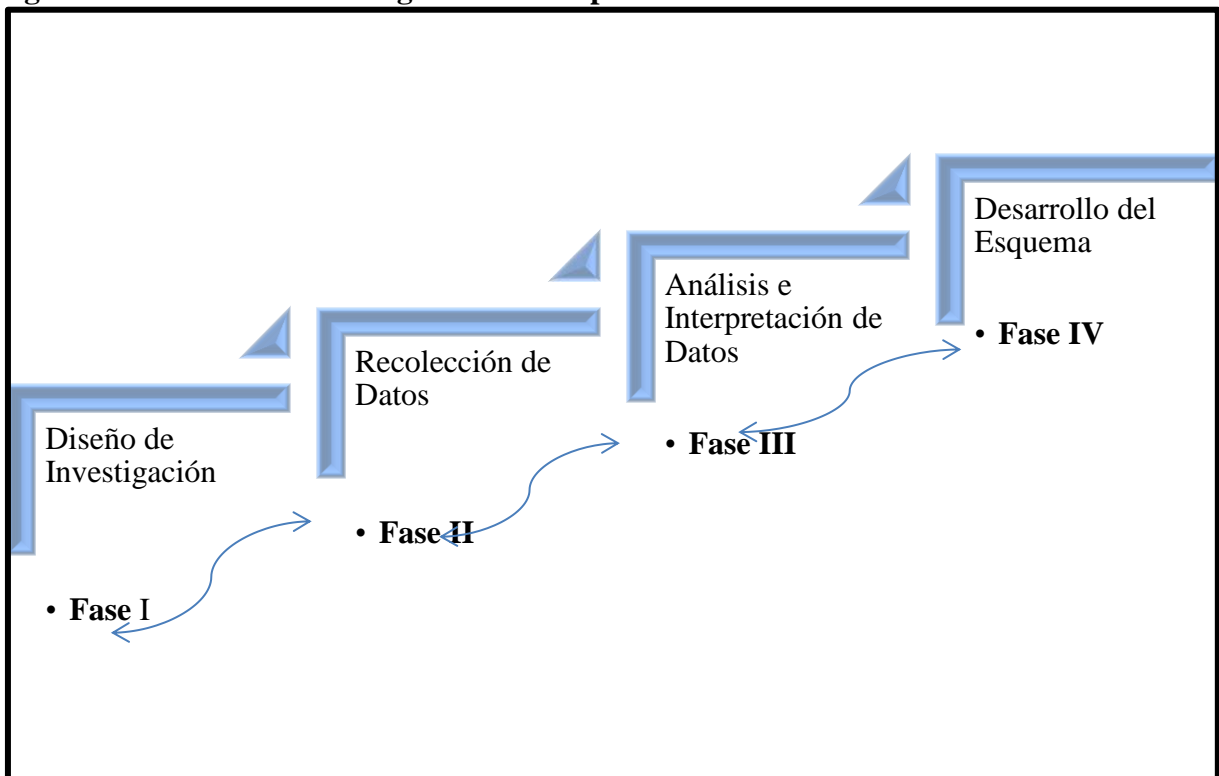 Diseño de
Investigación
• Fase I
Recolección de
Datos
• Fase II
Análisis e
Interpretación de
Datos
• Fase III
Desarrollo del
Esquema
• Fase IV